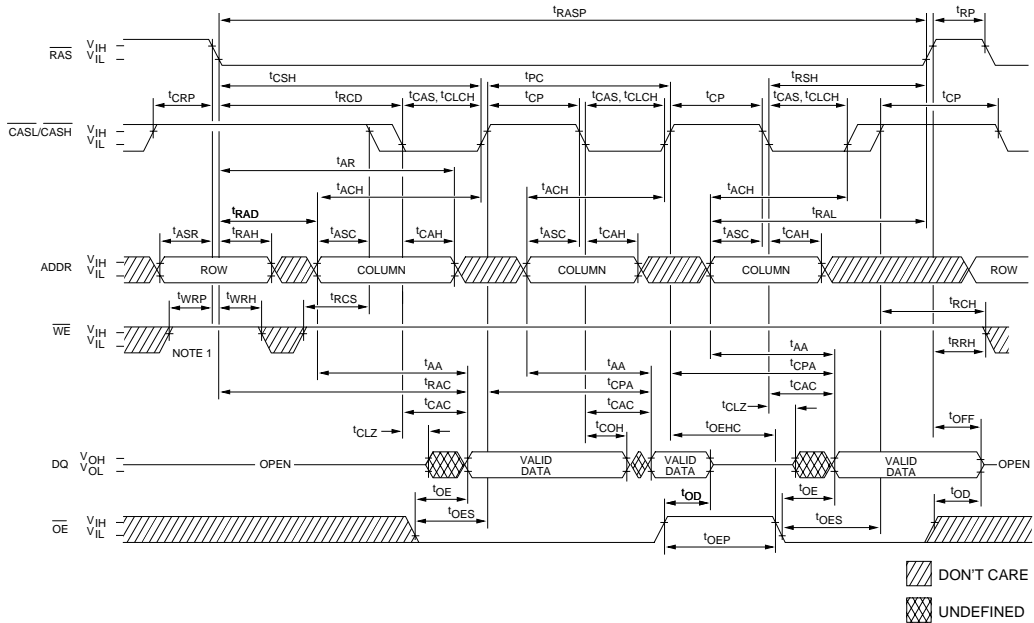 tRASP tRP
RAS VIH
VIL
tCSH tPC tRSH
tCRP tRCD tCAS, tCLCH tCP tCAS, tCLCH tCP tCAS, tCLCH tCP
CASL/CASH VIH
VIL
tAR
tACH tACH tACH
tRAD tRAL
tASR tRAH tASC tCAH tASC tCAH tASC tCAH
ADDR VIH
VIL
ROW COLUMN COLUMN COLUMN ROW
tWRP tWRH tRCS tRCH
WE VIH
VIL
NOTE 1 tRRH
tAA tAA tAA
tRAC tCPA tCPA
tCAC tCAC tCAC
tCLZ tCOH tOEHC tCLZ tOFF
DQ VOH
VOL
OPEN VALID DATA VALID DATA VALID DATA OPEN
tOE tOD tOE tOD
tOES tOES
OE VIH
VIL
tOEP
DON'T CARE
UNDEFINED